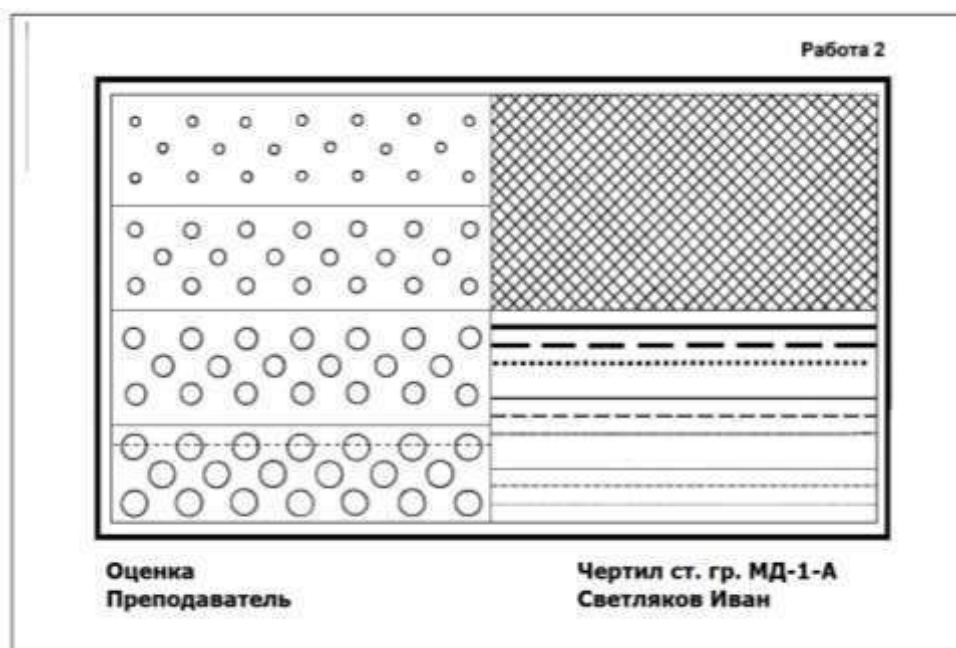 Работа 2
Оценка
Преподаватель
Чертил ст. гр. МД-1-А
Светляков Иван